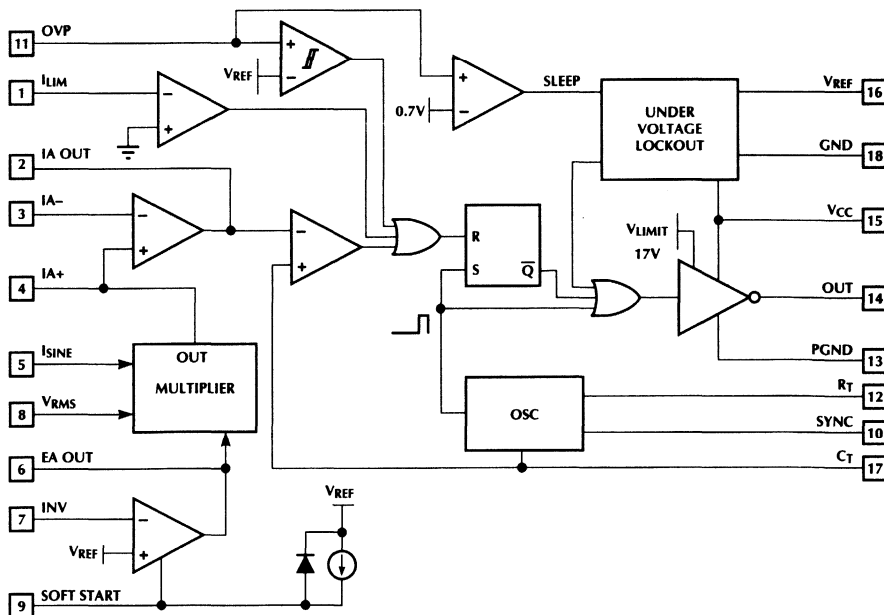 11 OVP
1 ILIM
2 IA OUT
3 IA–
4 IA+
5 ISINE
8 VRMS
6 EA OUT
7 INV
9 SOFT START
+
–
VREF
–
+
–
+
–
+
OUT
MULTIPLIER
–
+
VREF
VREF
+
–
0.7V
SLEEP
UNDER
VOLTAGE
LOCKOUT
R
S
Q̅
VLIMIT
17V
OSC
VREF 16
GND 18
VCC 15
OUT 14
PGND 13
RT 12
SYNC 10
CT 17